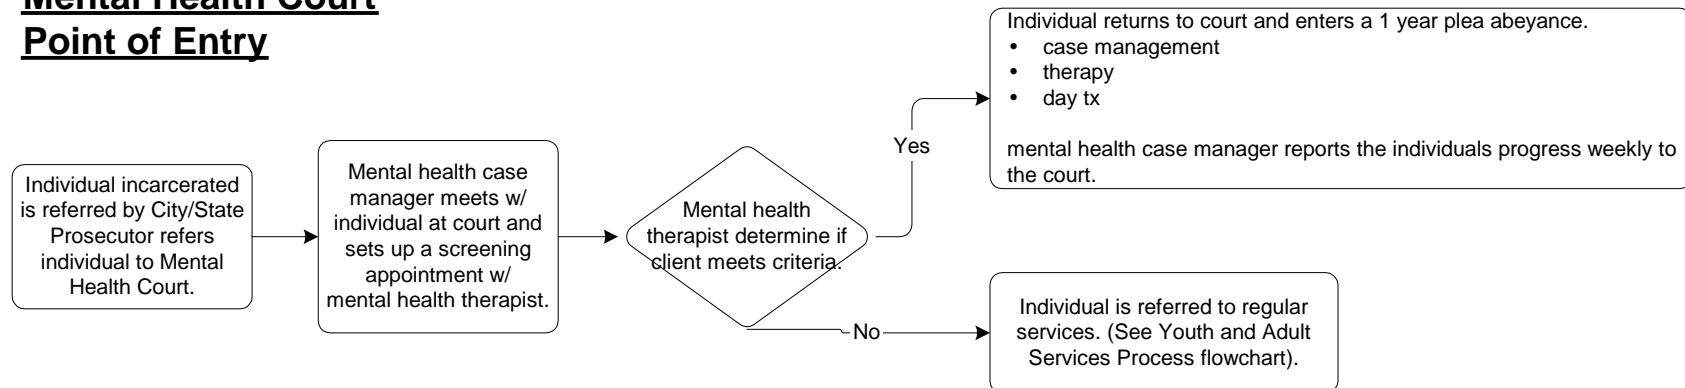 Mental Health Court
Point of Entry
Individual incarcerated
is referred by City/State
Prosecutor refers
individual to Mental
Health Court.
Mental health case
manager meets w/
individual at court and
sets up a screening
appointment w/
mental health therapist.
Mental health
therapist determine if
client meets criteria.
Yes
Individual returns to court and enters a 1 year plea abeyance.
• case management
• therapy
• day tx
mental health case manager reports the individuals progress weekly to
the court.
No
Individual is referred to regular
services. (See Youth and Adult
Services Process flowchart).